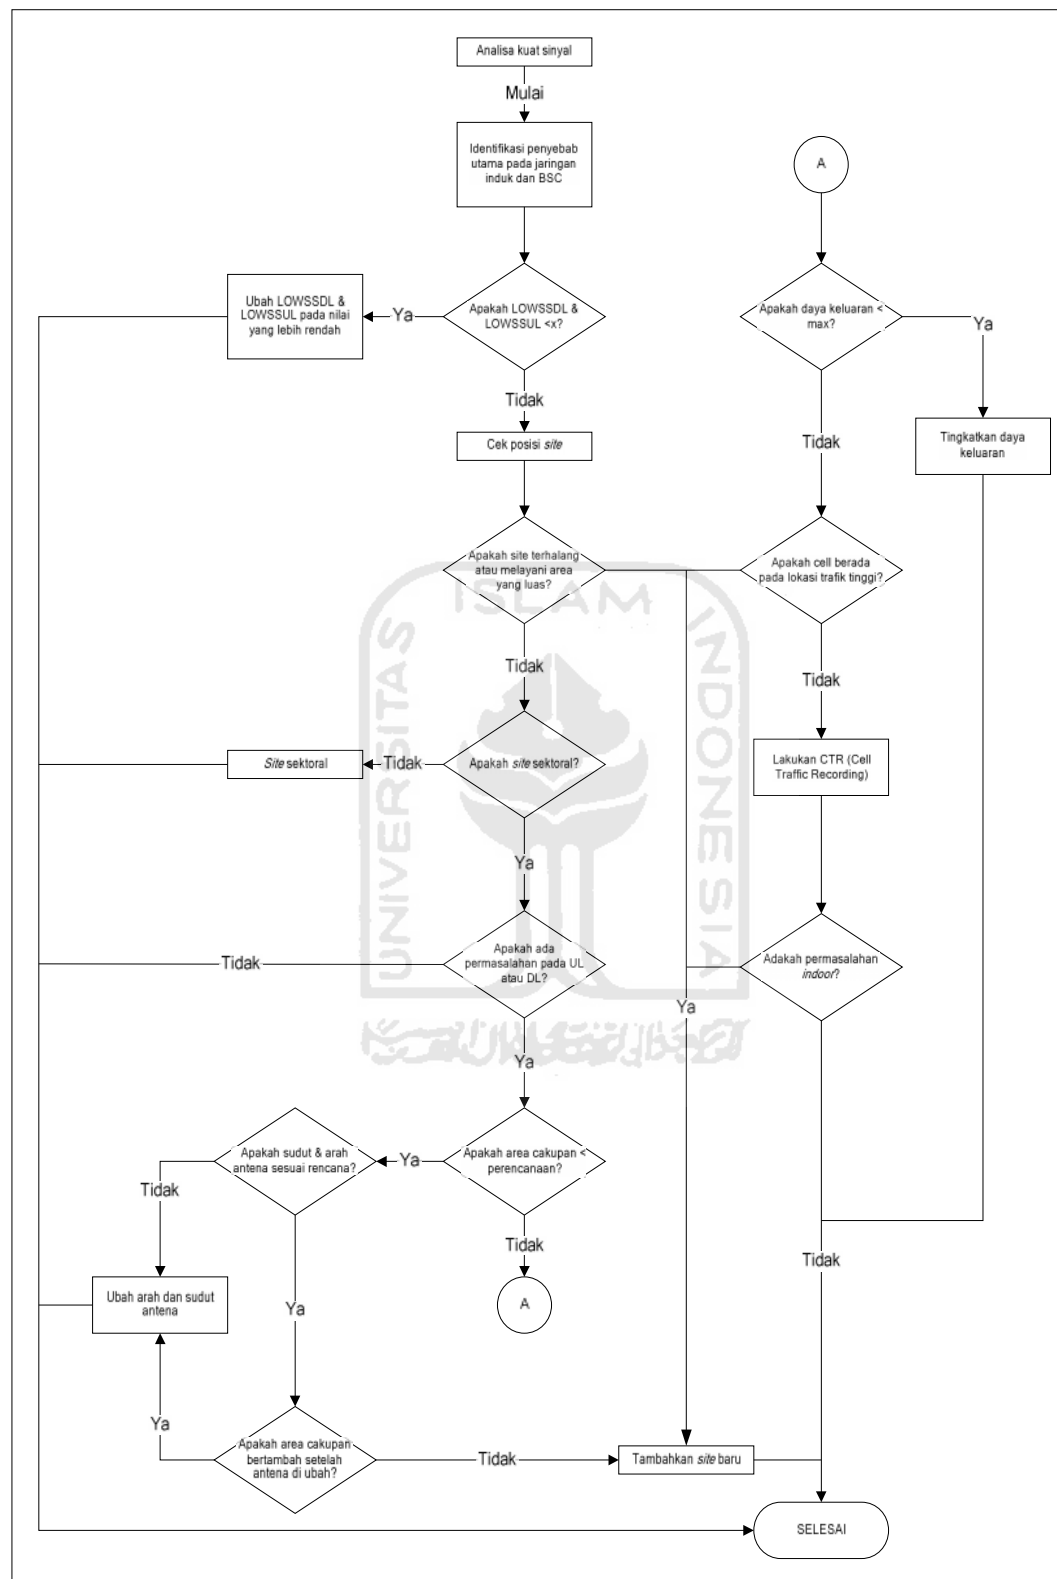 Analisa kuat sinyal
Mulai
Identifikasi penyebab
utama pada jaringan
induk dan BSC
A
Ubah LOWSSDL &
LOWSSUL pada nilai
yang lebih rendah
Ya
Apakah LOWSSDL &
LOWSSUL <x?
Apakah daya keluaran <
max?
Ya
Tidak
Cek posisi site
Tidak
Tingkatkan daya
keluaran
Apakah site terhalang
atau melayani area
yang luas?
Apakah cell berada
pada lokasi trafik tinggi?
Tidak
Tidak
Site sektoral
Tidak
Apakah site sektoral?
Lakukan CTR (Cell
Traffic Recording)
Ya
Tidak
Apakah ada
permasalahan pada UL
atau DL?
Adakah permasalahan
indoor?
Ya
Ya
Apakah sudut & arah
antena sesuai rencana?
Ya
Apakah area cakupan <
perencanaan?
Tidak
Tidak
Tidak
Ubah arah dan sudut
antena
Ya
A
Ya
Apakah area cakupan
bertambah setelah
antena di ubah?
Tidak
Tambahkan site baru
SELESAI
UNIVERSITAS
ISLAM
INDONESIA